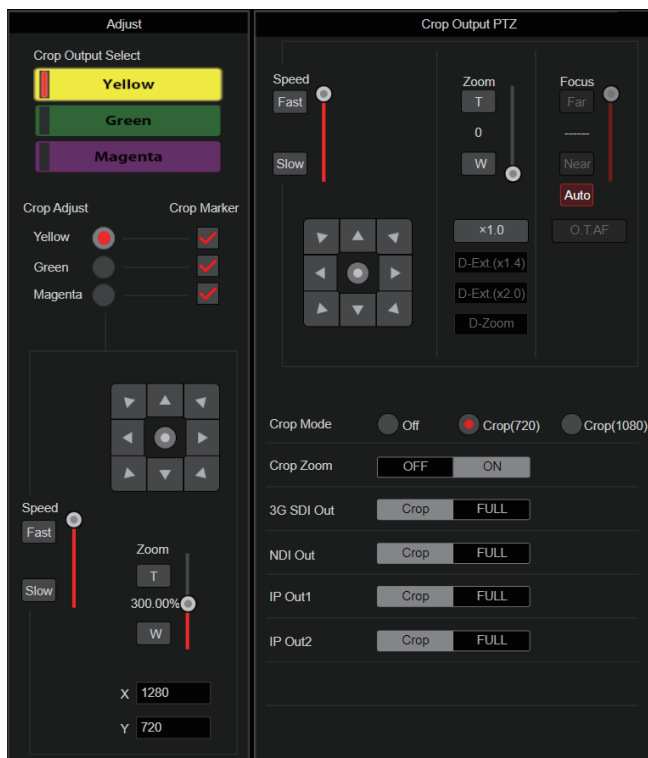 Adjust
Crop Output Select
Yellow
Green
Magenta
Crop Adjust
Crop Marker
Yellow
Green
Magenta
Speed
Fast
Slow
Zoom
T
300.00%
W
X 1280
Y 720
Crop Output PTZ
Speed
Fast
Slow
Zoom
T
0
W
×1.0
D-Ext.(x1.4)
D-Ext.(x2.0)
D-Zoom
Focus
Far
------
Near
Auto
O.T.AF
Crop Mode Off Crop(720) Crop(1080)
Crop Zoom OFF ON
3G SDI Out Crop FULL
NDI Out Crop FULL
IP Out1 Crop FULL
IP Out2 Crop FULL